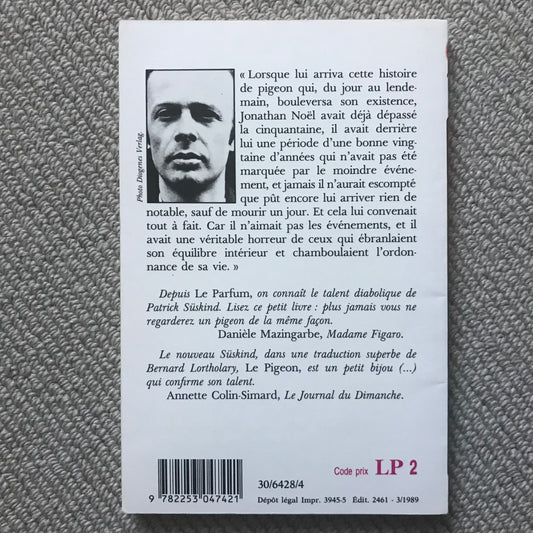 « Lorsque lui arriva cette histoire
de pigeon qui, du jour au lende-
main, bouleversa son existence,
Jonathan Noël avait déjà dépassé
la cinquantaine, il avait derrière
lui une période d'une bonne ving-
taine d'années qui n'avait pas été
marquée par le moindre événe-
ment, et jamais il n'aurait escompté
que pût encore lui arriver rien de
notable, sauf de mourir un jour. Et cela lui convenait
tout à fait. Car il n'aimait pas les événements, et il
avait une véritable horreur de ceux qui ébranlaient
son équilibre intérieur et chamboulaient l'ordon-
nance de sa vie. »
Photo Diogenes Verlag.
Depuis Le Parfum, on connaît le talent diabolique de
Patrick Süskind. Lisez ce petit livre : plus jamais vous ne
regarderez un pigeon de la même façon.
Danièle Mazingarbe, Madame Figaro.
Le nouveau Süskind, dans une traduction superbe de
Bernard Lortholary, Le Pigeon, est un petit bijou (...)
qui confirme son talent.
Annette Colin-Simard, Le Journal du Dimanche.
Code prix LP 2
30/6428/4
9 782253 047421
Dépôt légal Impr. 3945-5 Édit. 2461 - 3/1989